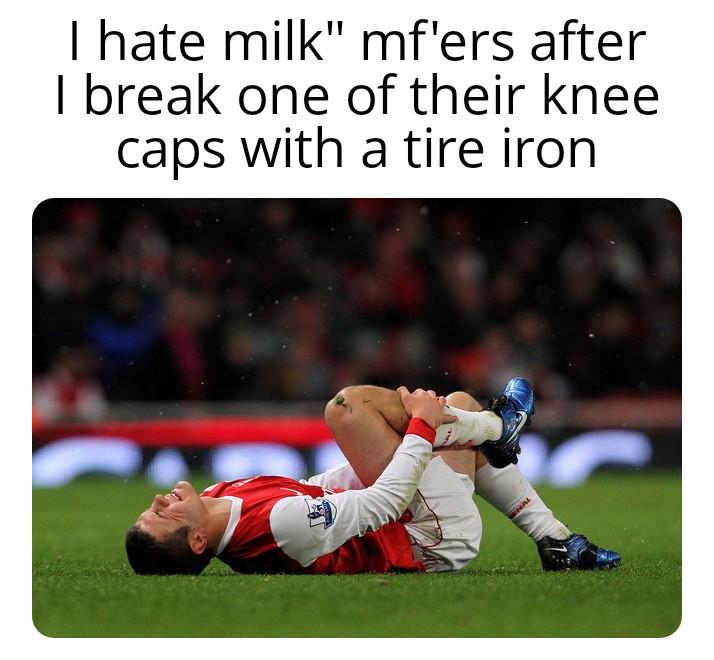 I hate milk" mf'ers after
I break one of their knee
caps with a tire iron